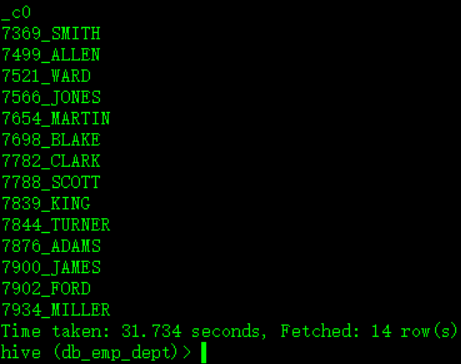 _c0
7369_SMITH
7499_ALLEN
7521_WARD
7566_JONES
7654_MARTIN
7698_BLAKE
7782_CLARK
7788_SCOTT
7839_KING
7844_TURNER
7876_ADAMS
7900_JAMES
7902_FORD
7934_MILLER
Time taken: 31.734 seconds, Fetched: 14 row(s)
hive (db_emp_dept)>